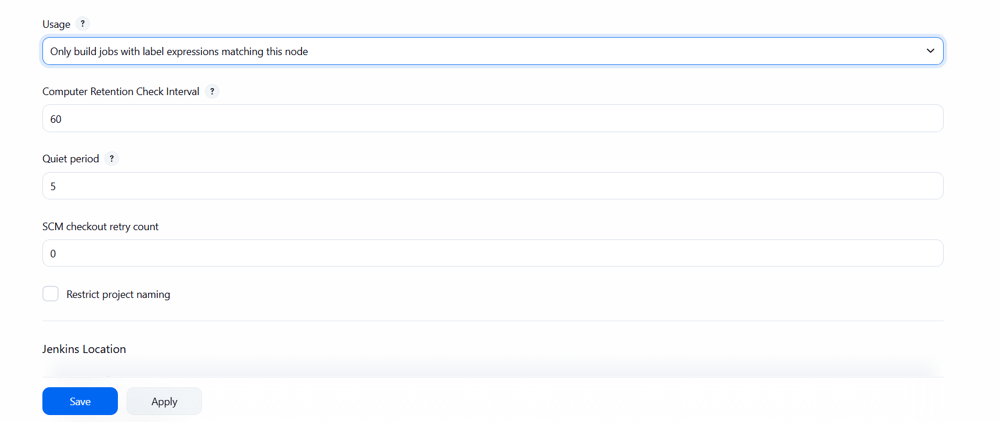 Usage ?
Only build jobs with label expressions matching this node
Computer Retention Check Interval ?
60
Quiet period ?
5
SCM checkout retry count
0
Restrict project naming
Jenkins Location
Save Apply